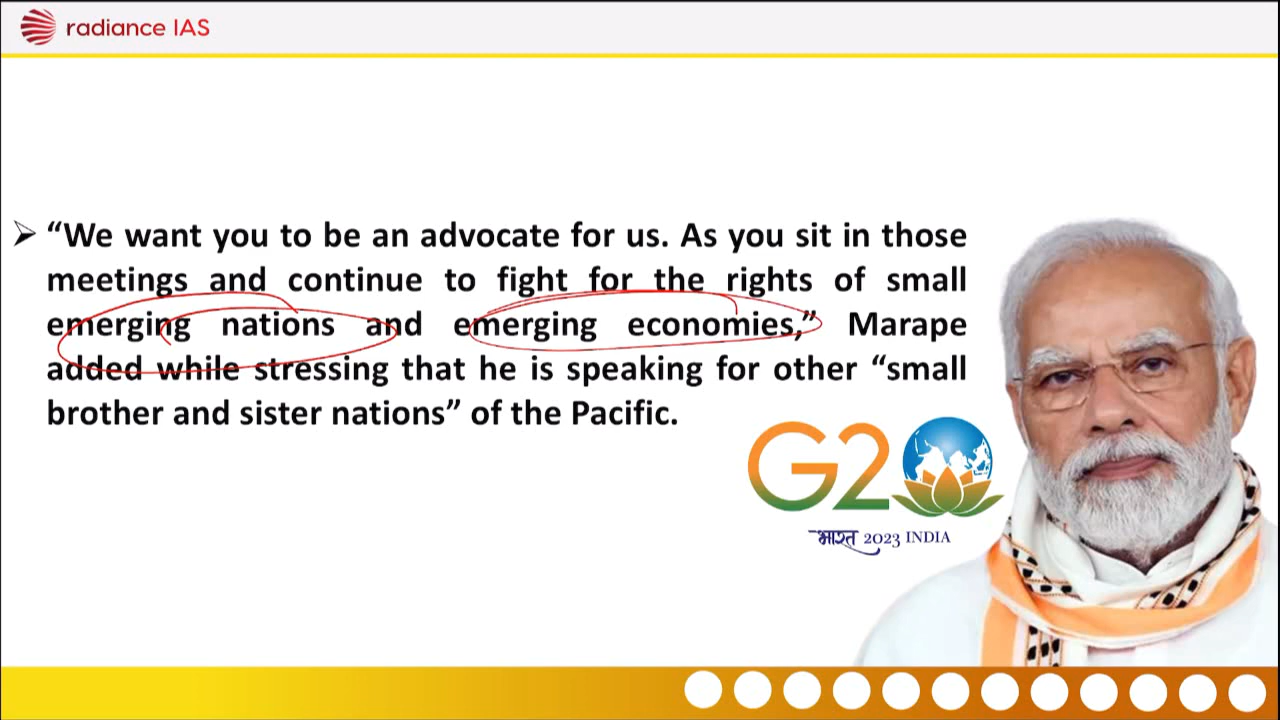 radiance IAS
➢ “We want you to be an advocate for us. As you sit in those
meetings and continue to fight for the rights of small
emerging nations and emerging economies,” Marape
added while stressing that he is speaking for other “small
brother and sister nations” of the Pacific.
G20
भारत 2023 INDIA